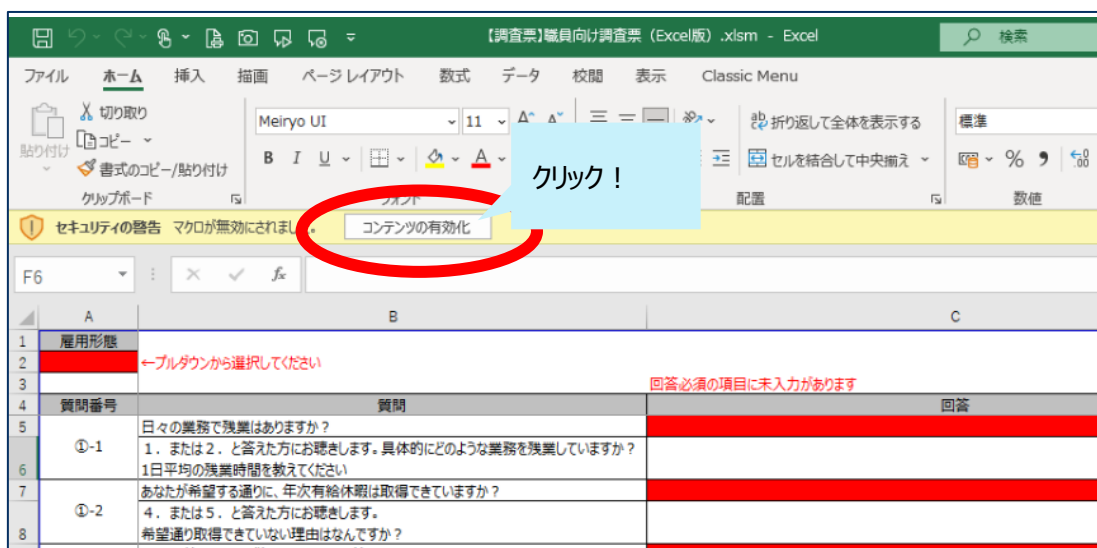 【調査票】職員向け調査票（Excel版）.xlsm - Excel
検索
ファイル ホーム 挿入 描画 ページ レイアウト 数式 データ 校閲 表示 Classic Menu
切り取り
コピー
書式のコピー/貼り付け
貼り付け
クリップボード
Meiryo UI
11
B I U
フォント
折り返して全体を表示する
セルを結合して中央揃え
配置
標準
数値
クリック！
セキュリティの警告 マクロが無効にされました。 コンテンツの有効化
F6
fx
A B C
1 雇用形態
2 ←プルダウンから選択してください
3 回答必須の項目に未入力があります
4 質問番号 質問 回答
5 日々の業務で残業はありますか？
①-1
1．または2．と答えた方にお聴きします。具体的にどのような業務を残業していますか？
6 1日平均の残業時間を教えてください
7 あなたが希望する通りに、年次有給休暇は取得できていますか？
①-2
4．または5．と答えた方にお聴きします。
8 希望通り取得できていない理由はなんですか？